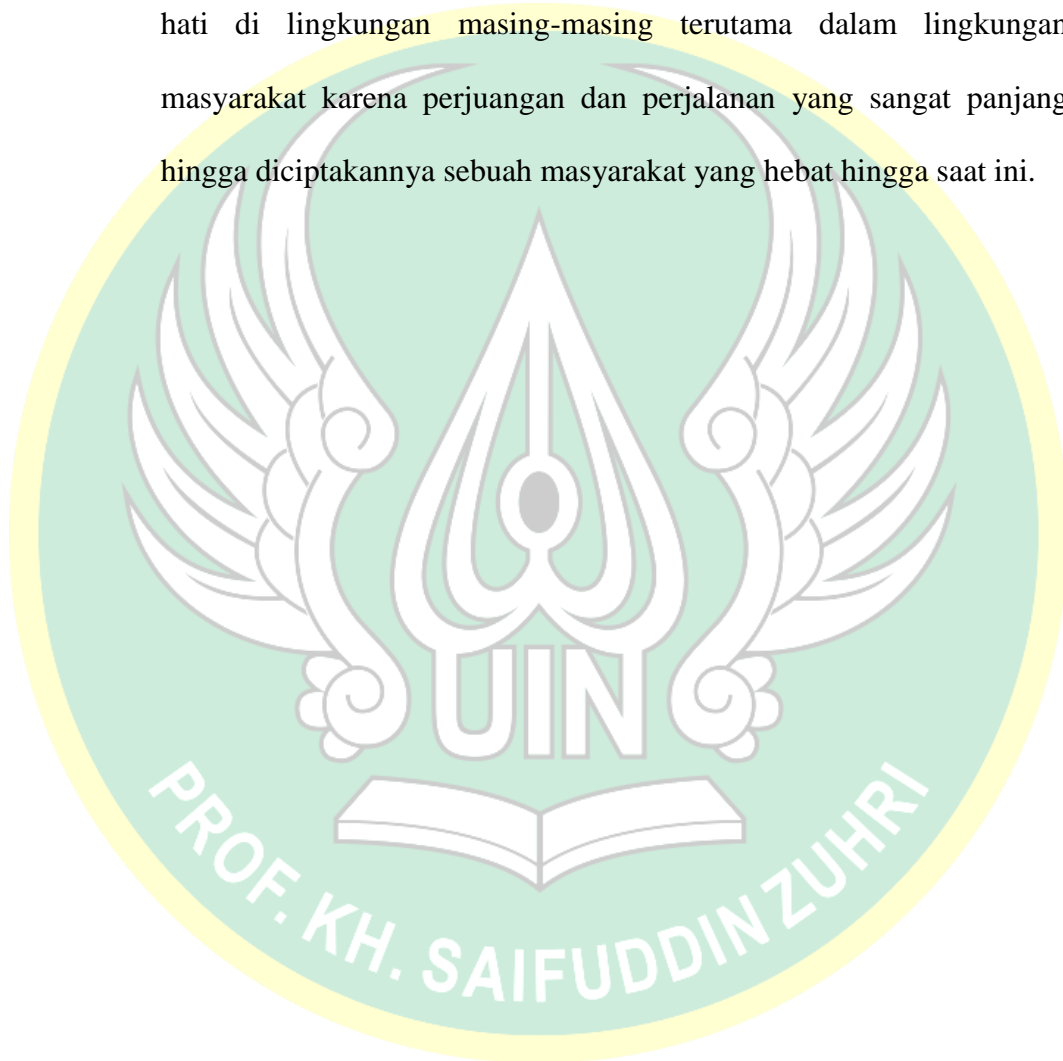 hati di lingkungan masing-masing terutama dalam lingkungan
masyarakat karena perjuangan dan perjalanan yang sangat panjang
hingga diciptakannya sebuah masyarakat yang hebat hingga saat ini.
UIN
PROF. KH. SAIFUDDIN ZUHRI